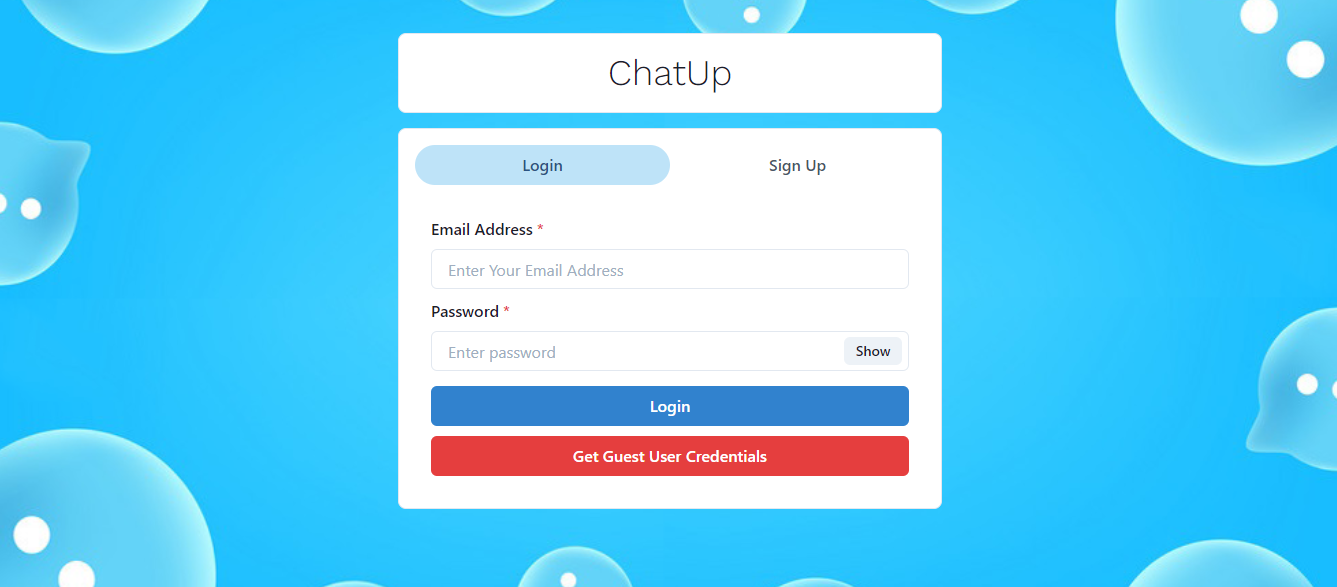 ChatUp
Login Sign Up
Email Address *
Enter Your Email Address
Password *
Enter password Show
Login
Get Guest User Credentials